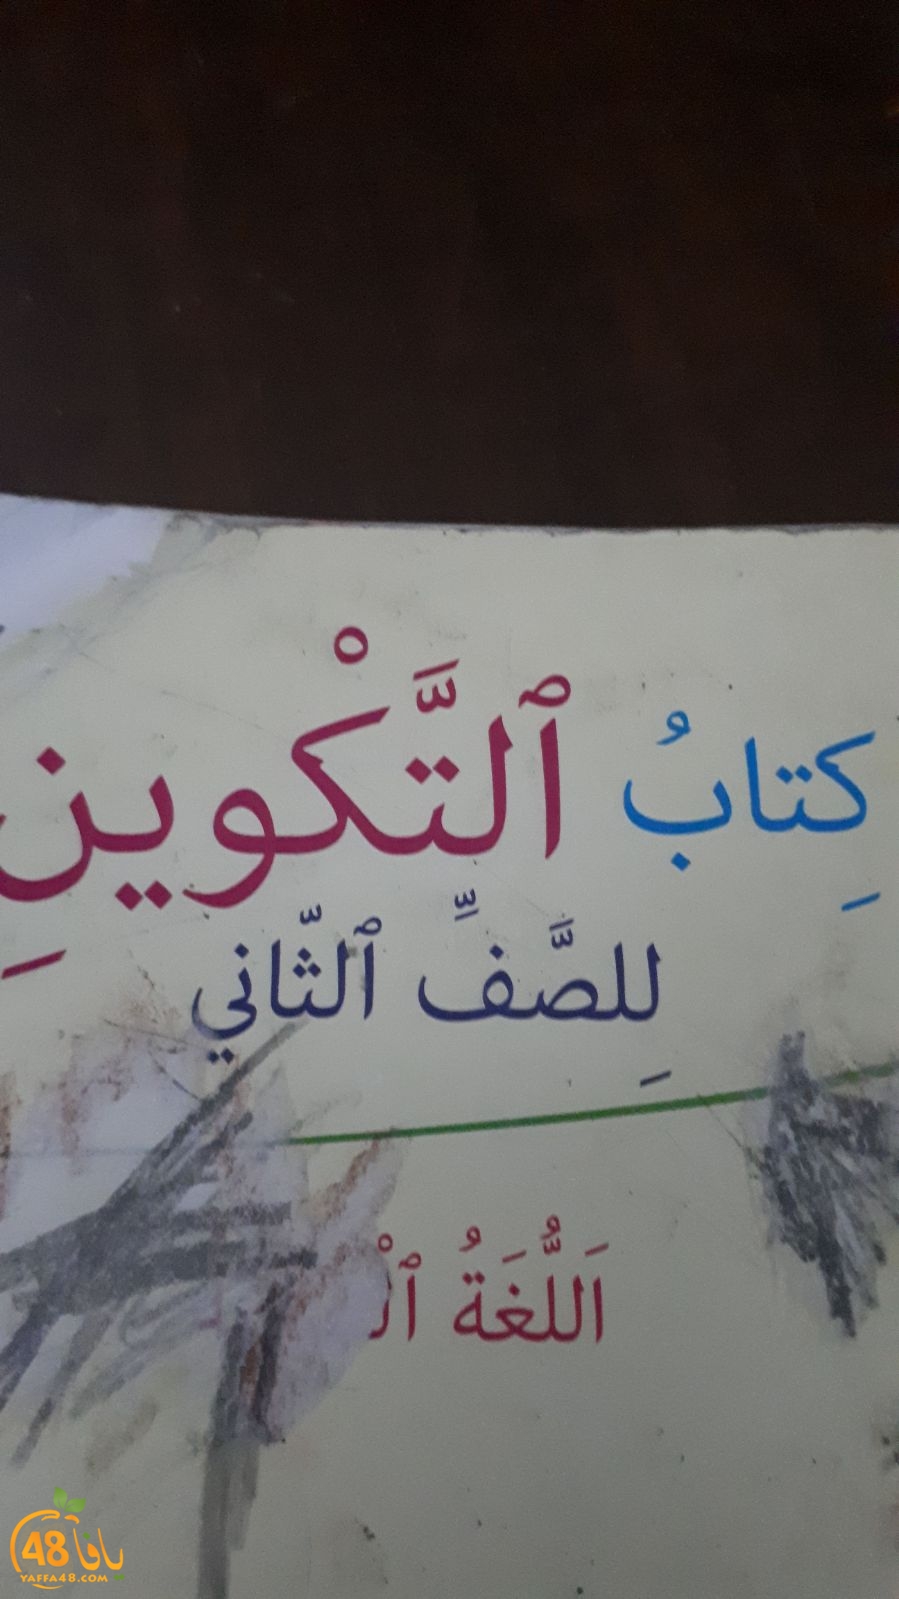 كِتابُ ٱلتَّكْوينِ
لِلصَّفِّ ٱلثّاني
اَللُّغَةُ
يافا 48
YAFFA48.COM